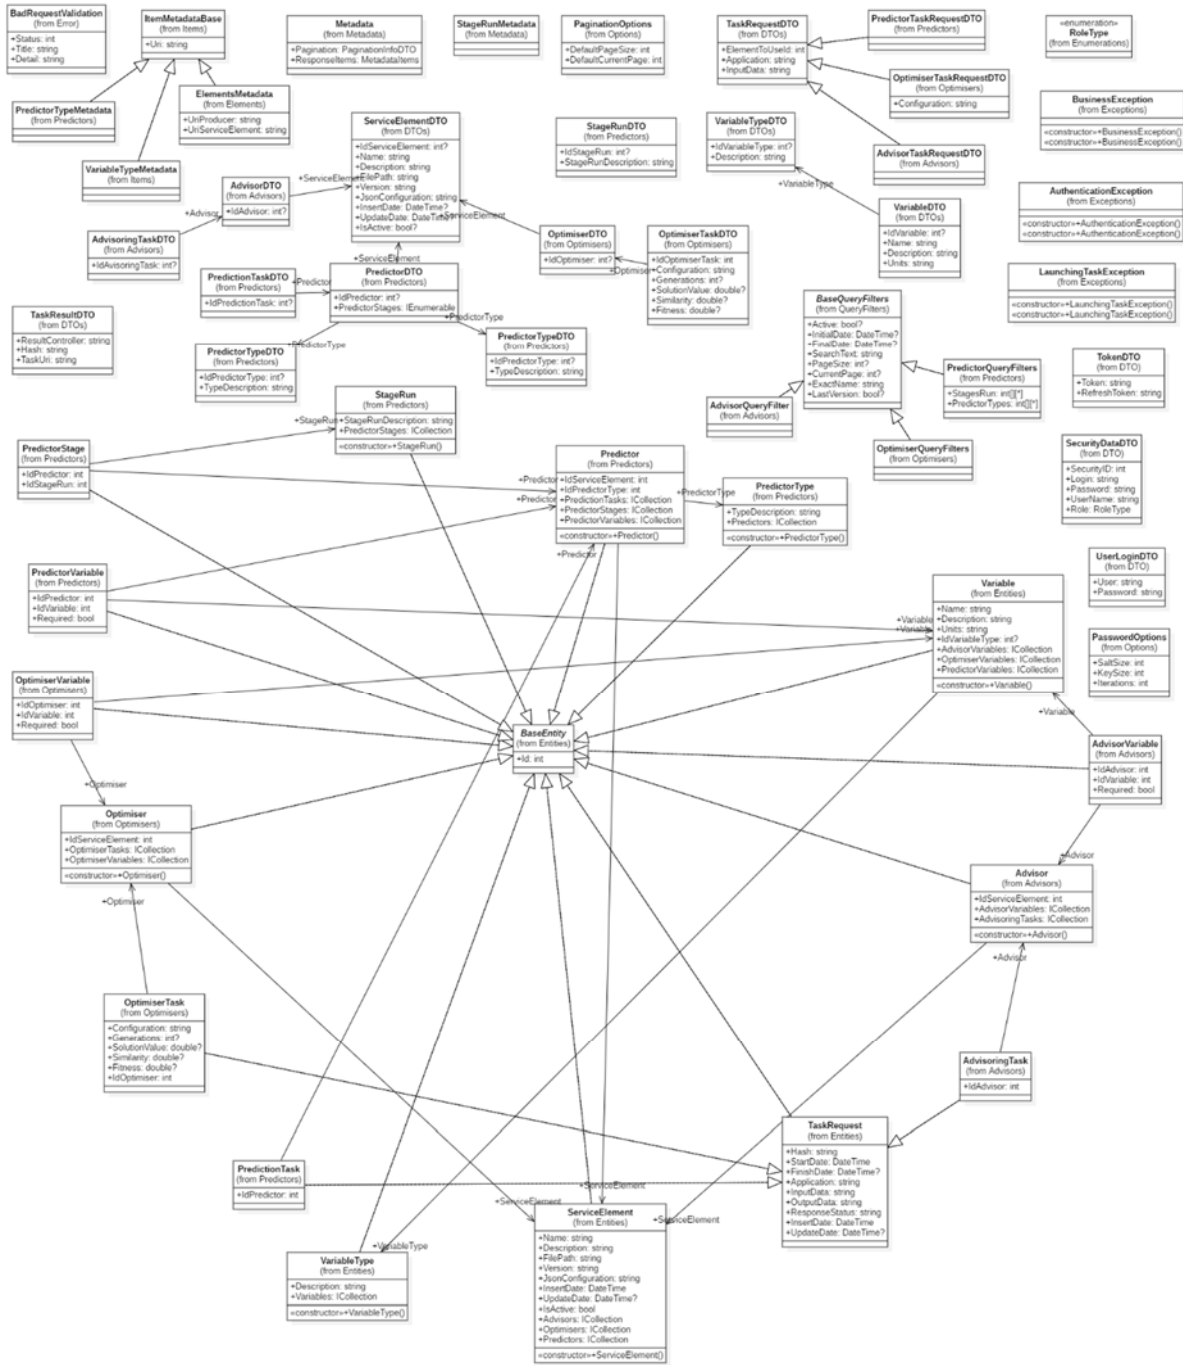 BadRequestValidation
(from Error)
+Status: int
+Title: string
+Detail: string
ItemMetadataBase
(from Items)
+Uri: string
Metadata
(from Metadata)
+Pagination: PaginationInfoDTO
+ResponseItems: MetadataItems
StageRunMetadata
(from Metadata)
PaginationOptions
(from Options)
+DefaultPageSize: int
+DefaultCurrentPage: int
TaskRequestDTO
(from DTOs)
+ElementToUseId: int
+Application: string
+InputData: string
PredictorTaskRequestDTO
(from Predictors)
«enumeration»
RoleType
(from Enumerations)
OptimiserTaskRequestDTO
(from Optimisers)
+Configuration: string
PredictorTypeMetadata
(from Predictors)
ElementsMetadata
(from Elements)
+UriProducer: string
+UriServiceElement: string
BusinessException
(from Exceptions)
«constructor»+BusinessException()
«constructor»+BusinessException()
ServiceElementDTO
(from DTOs)
+IdServiceElement: int?
+Name: string
+Description: string
+FilePath: string
+Version: string
+JsonConfiguration: string
+InsertDate: DateTime?
+UpdateDate: DateTime?
+IsActive: bool?
StageRunDTO
(from Predictors)
+IdStageRun: int?
+StageRunDescription: string
VariableTypeDTO
(from DTOs)
+IdVariableType: int?
+Description: string
AdvisorTaskRequestDTO
(from Advisors)
VariableTypeMetadata
(from Items)
AdvisorDTO
(from Advisors)
+IdAdvisor: int?
+ServiceElement
+VariableType
AuthenticationException
(from Exceptions)
«constructor»+AuthenticationException()
«constructor»+AuthenticationException()
+Advisor
+ServiceElement
VariableDTO
(from DTOs)
+IdVariable: int?
+Name: string
+Description: string
+Units: string
AdvisoringTaskDTO
(from Advisors)
+IdAvisoringTask: int?
OptimiserDTO
(from Optimisers)
+IdOptimiser: int?
OptimiserTaskDTO
(from Optimisers)
+IdOptimiserTask: int?
+Configuration: string
+Generations: int?
+SolutionValue: double?
+Similarity: double?
+Fitness: double?
+Optimiser
+ServiceElement
PredictionTaskDTO
(from Predictors)
+IdPredictionTask: int?
+Predictor
PredictorDTO
(from Predictors)
+IdPredictor: int?
+PredictorStages: IEnumerable
LaunchingTaskException
(from Exceptions)
«constructor»+LaunchingTaskException()
«constructor»+LaunchingTaskException()
BaseQueryFilters
(from QueryFilters)
+Active: bool?
+InitialDate: DateTime?
+FinalDate: DateTime?
+SearchText: string
+PageSize: int?
+CurrentPage: int?
+ExactName: string
+LastVersion: bool?
TaskResultDTO
(from DTOs)
+ResultController: string
+Hash: string
+TaskUri: string
+PredictorType
+PredictorType
PredictorTypeDTO
(from Predictors)
+IdPredictorType: int?
+TypeDescription: string
PredictorTypeDTO
(from Predictors)
+IdPredictorType: int?
+TypeDescription: string
TokenDTO
(from DTO)
+Token: string
+RefreshToken: string
PredictorQueryFilters
(from Predictors)
+StagesRun: int[][*]
+PredictorTypes: int[][*]
AdvisorQueryFilter
(from Advisors)
StageRun
(from Predictors)
+StageRunDescription: string
+PredictorStages: ICollection
«constructor»+StageRun()
+StageRun
OptimiserQueryFilters
(from Optimisers)
SecurityDataDTO
(from DTO)
+SecurityID: int
+Login: string
+Password: string
+UserName: string
+Role: RoleType
PredictorStage
(from Predictors)
+IdPredictor: int
+IdStageRun: int
Predictor
(from Predictors)
+IdServiceElement: int
+IdPredictorType: int
+PredictionTasks: ICollection
+PredictorStages: ICollection
+PredictorVariables: ICollection
«constructor»+Predictor()
+Predictor
+Predictor
+Predictor
+PredictorType
PredictorType
(from Predictors)
+TypeDescription: string
+Predictors: ICollection
«constructor»+PredictorType()
UserLoginDTO
(from DTO)
+User: string
+Password: string
PredictorVariable
(from Predictors)
+IdPredictor: int
+IdVariable: int
+Required: bool
Variable
(from Entities)
+Name: string
+Description: string
+Units: string
+IdVariableType: int?
+AdvisorVariables: ICollection
+OptimiserVariables: ICollection
+PredictorVariables: ICollection
«constructor»+Variable()
+Variable
+Variable
PasswordOptions
(from Options)
+SaltSize: int
+KeySize: int
+Iterations: int
OptimiserVariable
(from Optimisers)
+IdOptimiser: int
+IdVariable: int
+Required: bool
+Variable
BaseEntity
(from Entities)
+Id: int
AdvisorVariable
(from Advisors)
+IdAdvisor: int
+IdVariable: int
+Required: bool
+Optimiser
Optimiser
(from Optimisers)
+IdServiceElement: int
+OptimiserTasks: ICollection
+OptimiserVariables: ICollection
«constructor»+Optimiser()
+Optimiser
+Advisor
Advisor
(from Advisors)
+IdServiceElement: int
+AdvisorVariables: ICollection
+AdvisoringTasks: ICollection
«constructor»+Advisor()
+Advisor
OptimiserTask
(from Optimisers)
+Configuration: string
+Generations: int?
+SolutionValue: double?
+Similarity: double?
+Fitness: double?
+IdOptimiser: int
AdvisoringTask
(from Advisors)
+IdAdvisor: int
TaskRequest
(from Entities)
+Hash: string
+StartDate: DateTime
+FinishDate: DateTime?
+Application: string
+InputData: string
+OutputData: string
+ResponseStatus: string
+InsertDate: DateTime
+UpdateDate: DateTime?
PredictionTask
(from Predictors)
+IdPredictor: int
+ServiceElement
+ServiceElement
+ServiceElement
ServiceElement
(from Entities)
+Name: string
+Description: string
+FilePath: string
+Version: string
+JsonConfiguration: string
+InsertDate: DateTime
+UpdateDate: DateTime?
+IsActive: bool
+Advisors: ICollection
+Optimisers: ICollection
+Predictors: ICollection
«constructor»+ServiceElement()
+VariableType
VariableType
(from Entities)
+Description: string
+Variables: ICollection
«constructor»+VariableType()